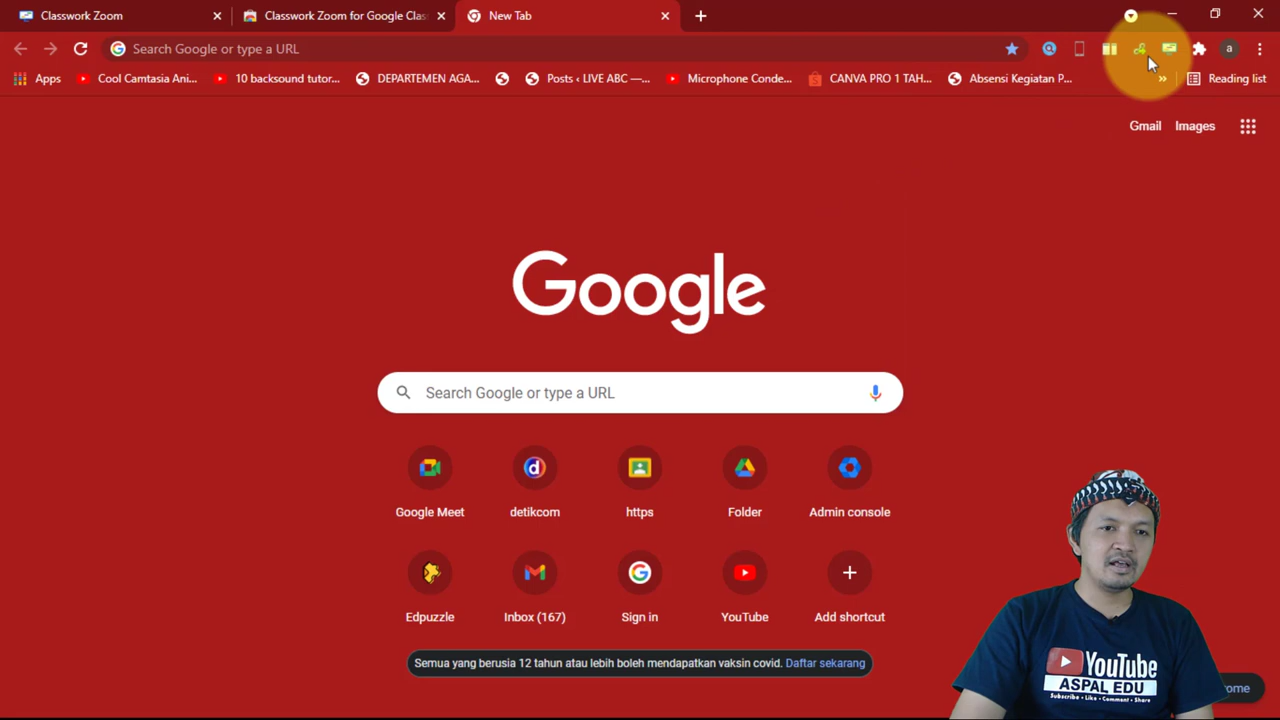 Classwork Zoom
Classwork Zoom for Google Clas
New Tab
Search Google or type a URL
a
Apps
Cool Camtasia Ani...
10 backsound tutor...
DEPARTEMEN AGA...
Posts ‹ LIVE ABC —...
Microphone Conde...
CANVA PRO 1 TAH...
Absensi Kegiatan P...
»
Reading list
Gmail
Images
Google
Search Google or type a URL
Google Meet
detikcom
https
Folder
Admin console
Edpuzzle
Inbox (167)
Sign in
YouTube
Add shortcut
Semua yang berusia 12 tahun atau lebih boleh mendapatkan vaksin covid. Daftar sekarang
YouTube
ASPAL EDU
Subscribe • Like • Comment • Share
ome